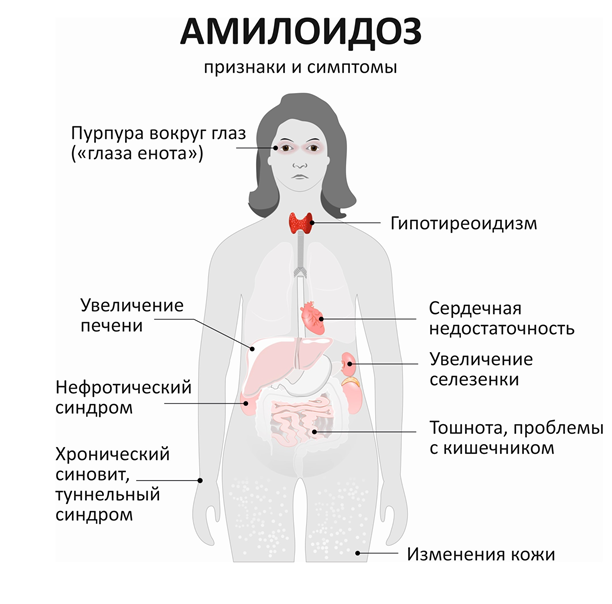 АМИЛОИДОЗ
признаки и симптомы
Пурпура вокруг глаз
(«глаза енота»)
Гипотиреоидизм
Увеличение
печени
Сердечная
недостаточность
Увеличение
селезенки
Нефротический
синдром
Тошнота, проблемы
с кишечником
Хронический
синовит,
туннельный
синдром
Изменения кожи